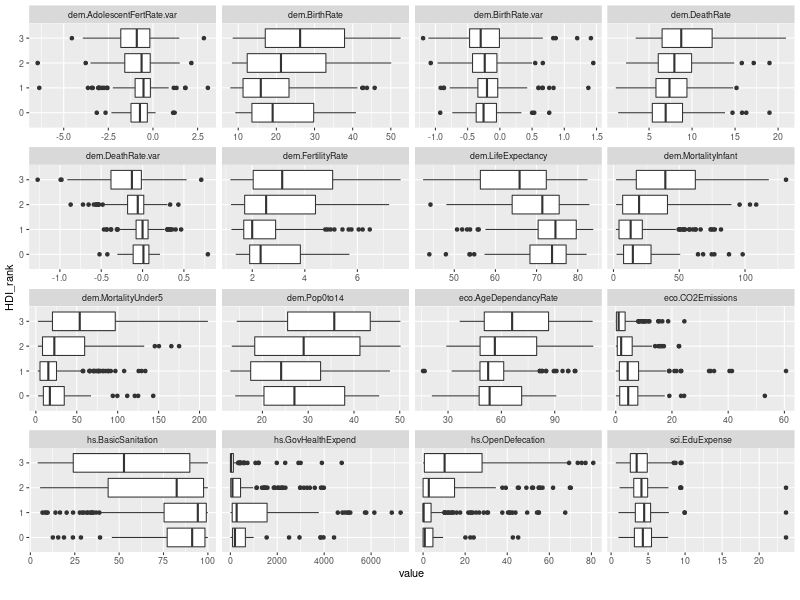 dem.AdolescentFertRate.var dem.BirthRate dem.BirthRate.var dem.DeathRate
3
2
1
0
-5.0 -2.5 0.0 2.5 10 20 30 40 50 -1.0 -0.5 0.0 0.5 1.0 1.5 5 10 15 20
dem.DeathRate.var dem.FertilityRate dem.LifeExpectancy dem.MortalityInfant
3
2
1
0
-1.0 -0.5 0.0 0.5 2 4 6 50 60 70 80 0 50 100
HDI_rank
dem.MortalityUnder5 dem.Pop0to14 eco.AgeDependancyRate eco.CO2Emissions
3
2
1
0
0 50 100 150 200 20 30 40 50 30 60 90 0 20 40 60
hs.BasicSanitation hs.GovHealthExpend hs.OpenDefecation sci.EduExpense
3
2
1
0
0 25 50 75 100 0 2000 4000 6000 0 20 40 60 80 0 5 10 15 20
value